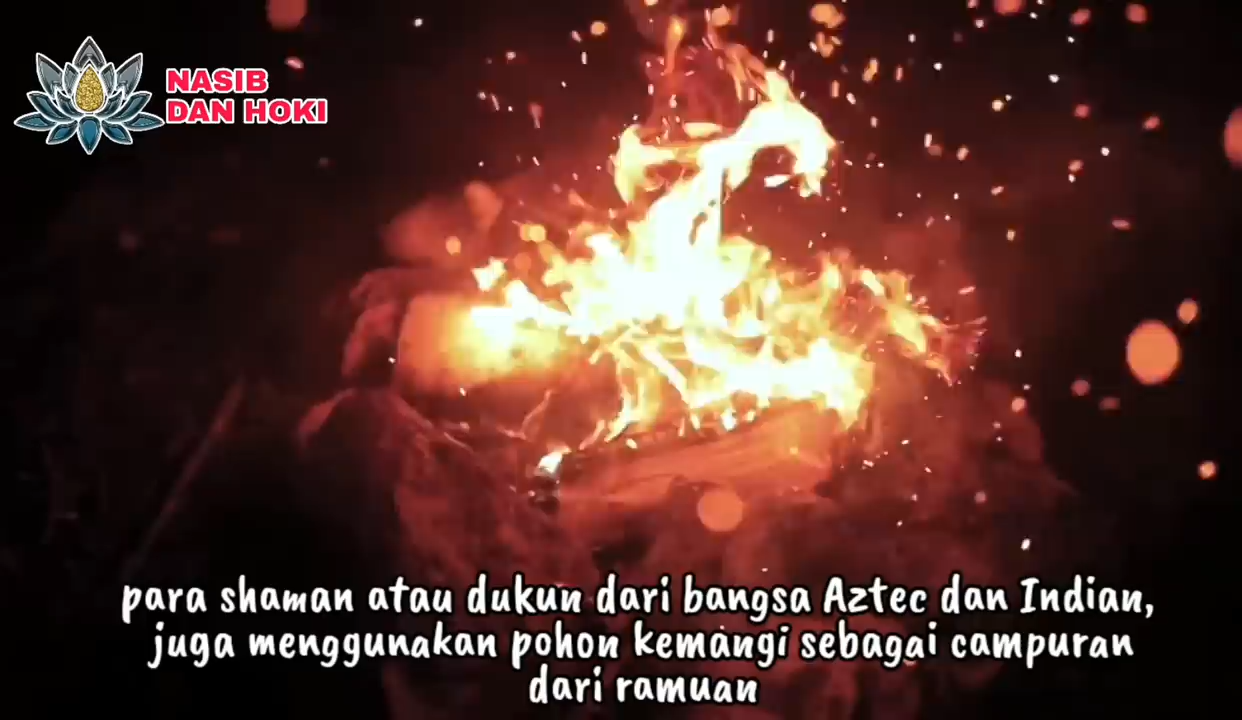 NASIB
DAN HOKI
para shaman atau dukun dari bangsa Aztec dan Indian,
juga menggunakan pohon kemangi sebagai campuran
dari ramuan